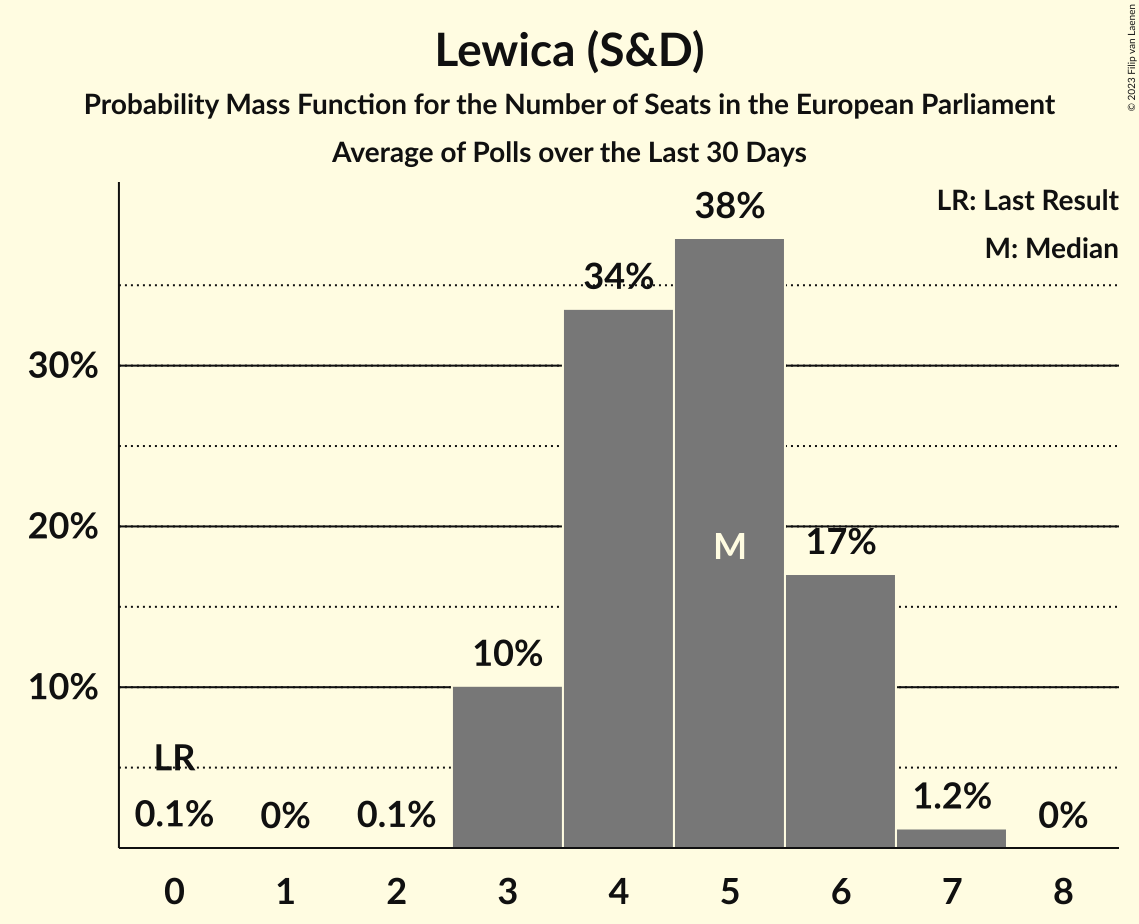 Lewica (S&D)
Probability Mass Function for the Number of Seats in the European Parliament
Average of Polls over the Last 30 Days
© 2023 Filip van Laenen
LR: Last Result
M: Median
38%
34%
30%
20%
M
17%
10%
10%
LR
0.1%
0%
0.1%
1.2%
0%
0
1
2
3
4
5
6
7
8